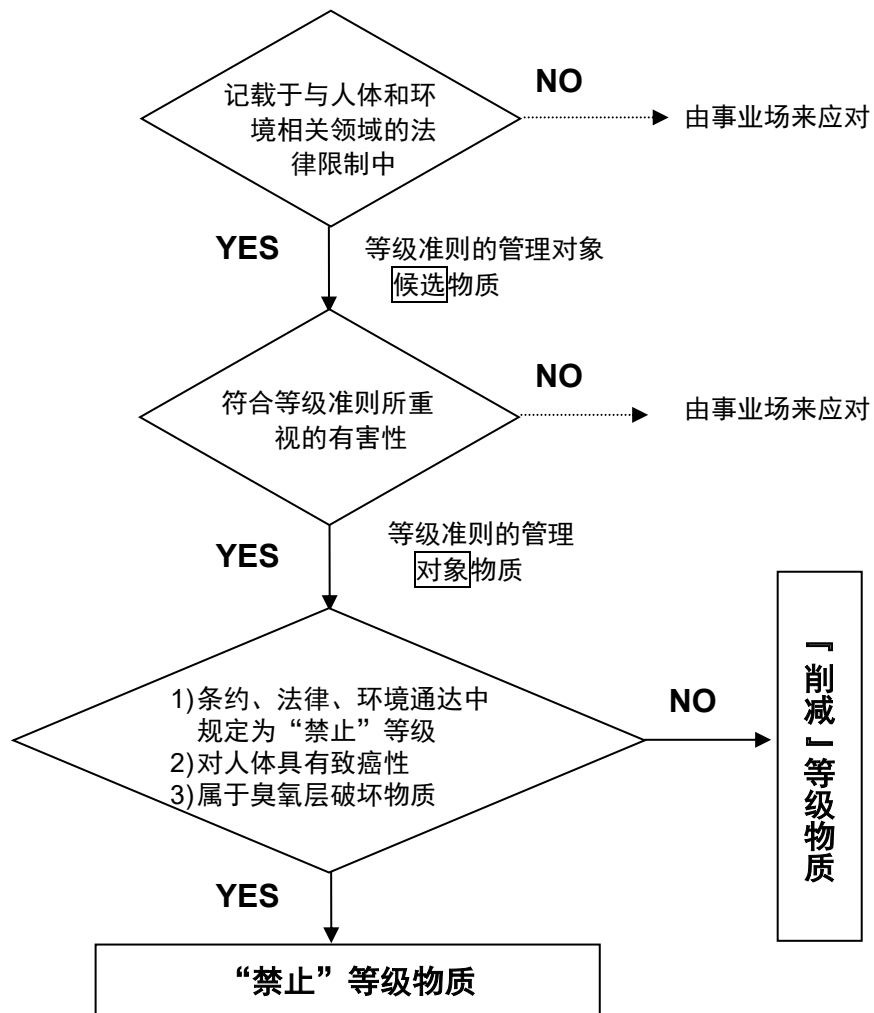 NO
记载于与人体和环
境相关领域的法
律限制中
由事业场来应对
YES
等级准则的管理对象
候选物质
NO
符合等级准则所重
视的有害性
由事业场来应对
YES
等级准则的管理
对象物质
1)条约、法律、环境通达中
规定为“禁止”等级
2)对人体具有致癌性
3)属于臭氧层破坏物质
NO
『削减』等级物质
YES
“禁止”等级物质